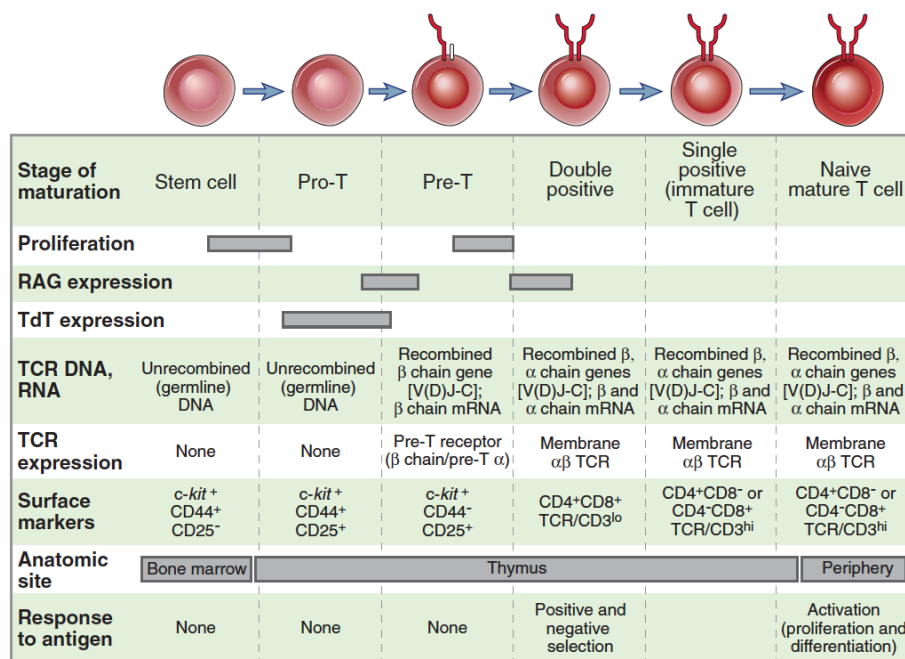 Stage of maturation
Stem cell
Pro-T
Pre-T
Double
positive
Single
positive
(immature
T cell)
Naive
mature T cell
Proliferation
RAG expression
TdT expression
TCR DNA,
RNA
Unrecombined
(germline)
DNA
Unrecombined
(germline)
DNA
Recombined
β chain gene
[V(D)J-C];
β chain mRNA
Recombined β,
α chain genes
[V(D)J-C]; β and
α chain mRNA
Recombined β,
α chain genes
[V(D)J-C]; β and
α chain mRNA
Recombined β,
α chain genes
[V(D)J-C]; β and
α chain mRNA
TCR
expression
None
None
Pre-T receptor
(β chain/pre-T α)
Membrane
αβ TCR
Membrane
αβ TCR
Membrane
αβ TCR
Surface
markers
c-kit +
CD44+
CD25-
c-kit +
CD44+
CD25+
c-kit +
CD44-
CD25+
CD4+CD8+
TCR/CD3lo
CD4+CD8- or
CD4-CD8+
TCR/CD3hi
CD4+CD8- or
CD4-CD8+
TCR/CD3hi
Anatomic
site
Bone marrow
Thymus
Periphery
Response
to antigen
None
None
None
Positive and
negative
selection
Activation
(proliferation and
differentiation)